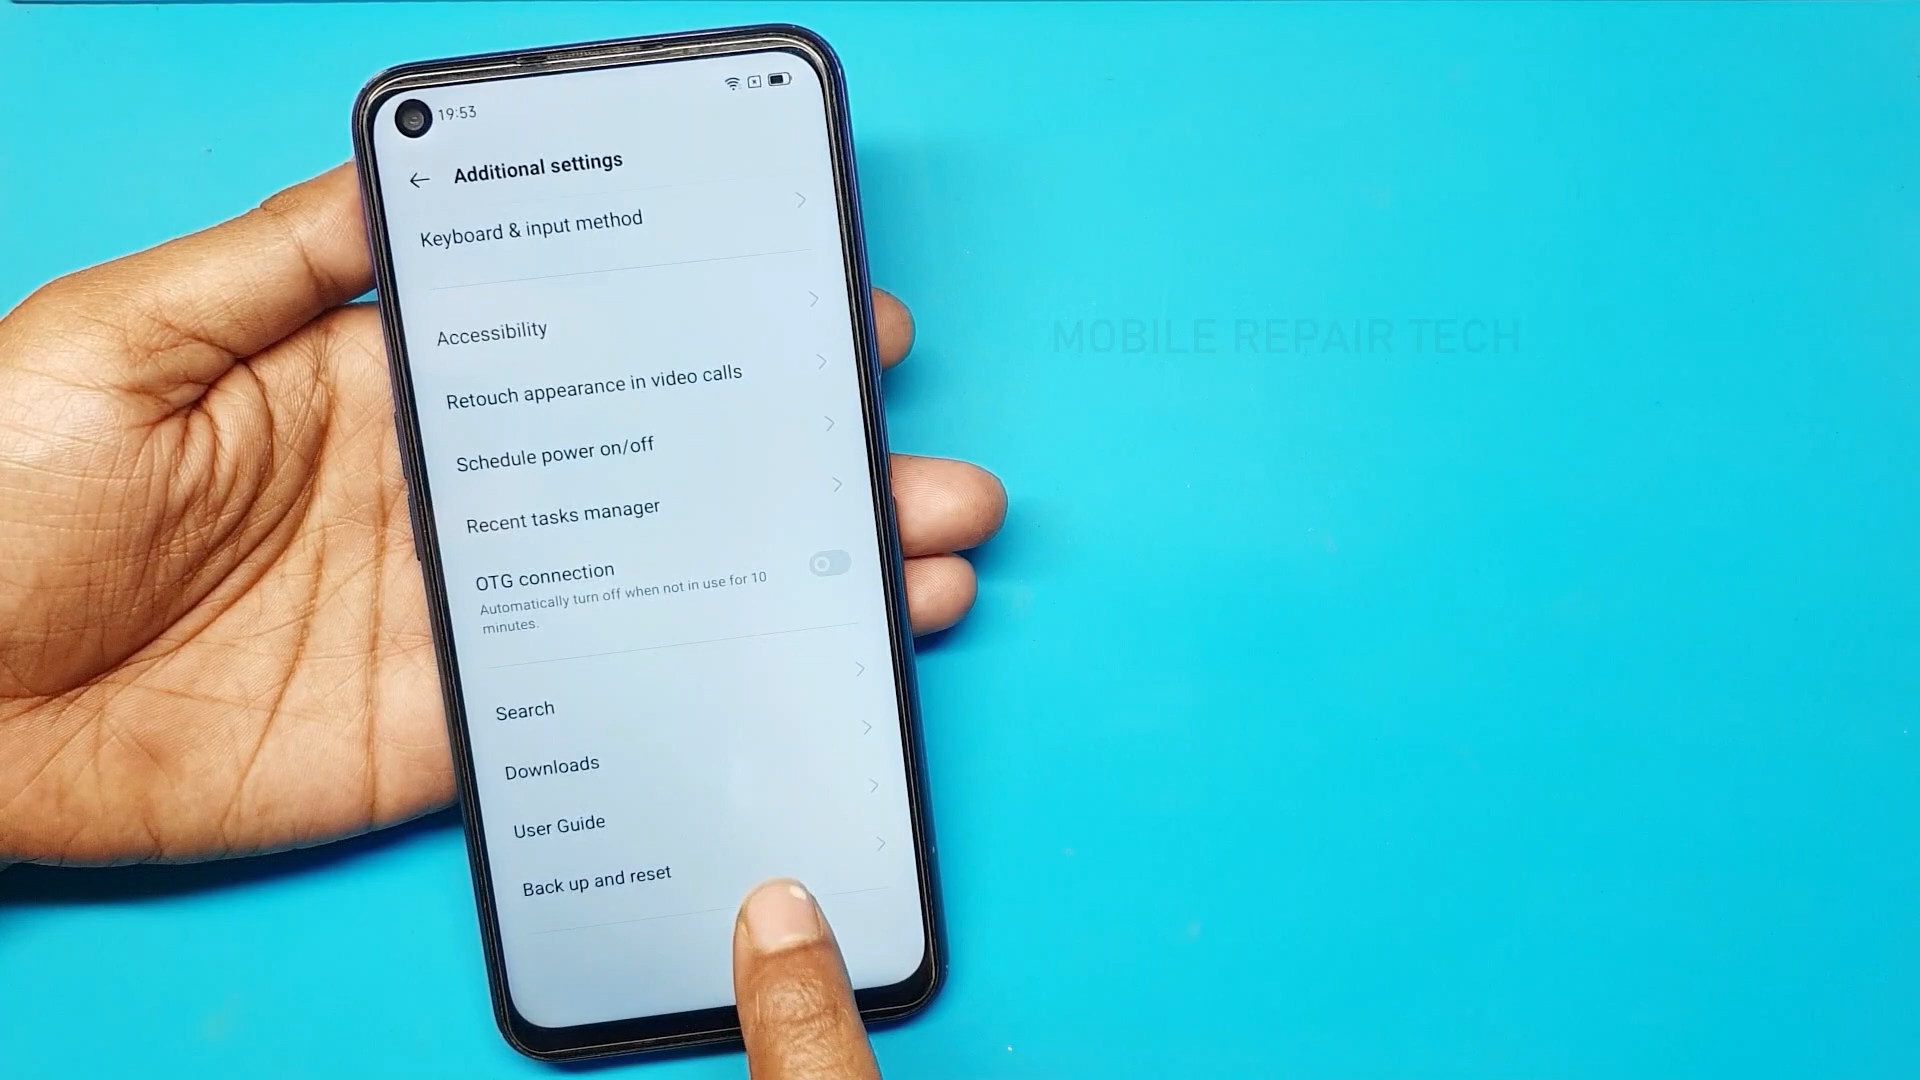 19:53
Additional settings
Keyboard & input method
Accessibility
Retouch appearance in video calls
Schedule power on/off
Recent tasks manager
OTG connection
Automatically turn off when not in use for 10
minutes.
Search
Downloads
User Guide
Back up and reset
MOBILE REPAIR TECH